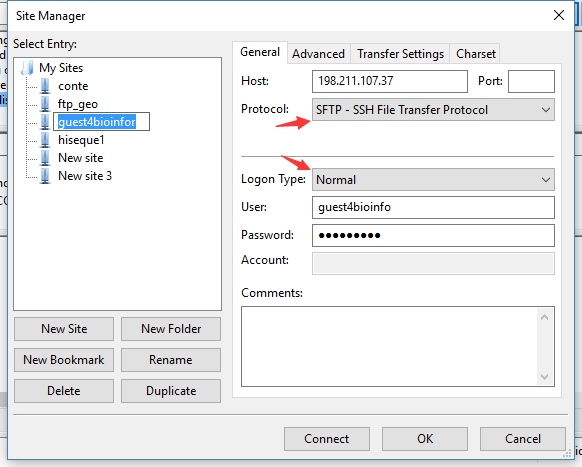 Site Manager
Select Entry:
My Sites
conte
ftp_geo
guest4bioinfor
hiseque1
New site
New site 3
New Site
New Folder
New Bookmark
Rename
Delete
Duplicate
General
Advanced
Transfer Settings
Charset
Host:
198.211.107.37
Port:
Protocol:
SFTP - SSH File Transfer Protocol
Logon Type:
Normal
User:
guest4bioinfo
Password:
●●●●●●●●●
Account:
Comments:
Connect
OK
Cancel